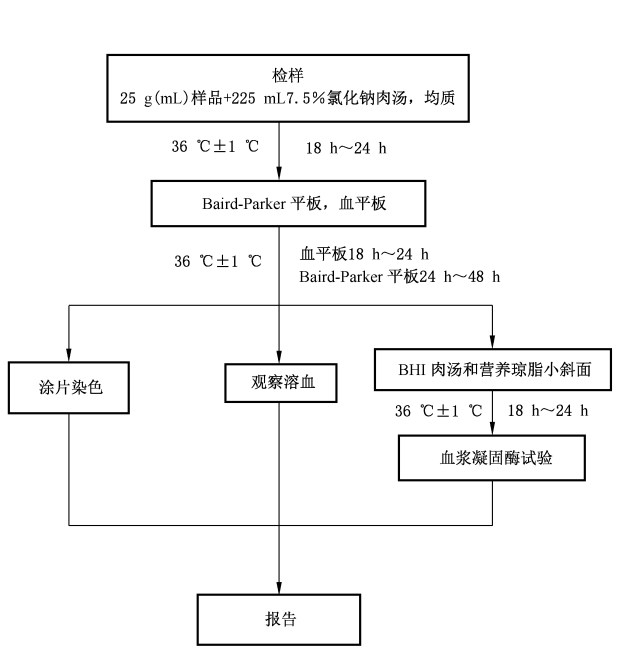 检样
25 g(mL)样品+225 mL7.5%氯化钠肉汤，均质
36 ℃±1 ℃ 18 h～24 h
Baird-Parker 平板，血平板
36 ℃±1 ℃
血平板18 h～24 h
Baird-Parker 平板24 h～48 h
涂片染色
观察溶血
BHI 肉汤和营养琼脂小斜面
36 ℃±1 ℃ 18 h～24 h
血浆凝固酶试验
报告